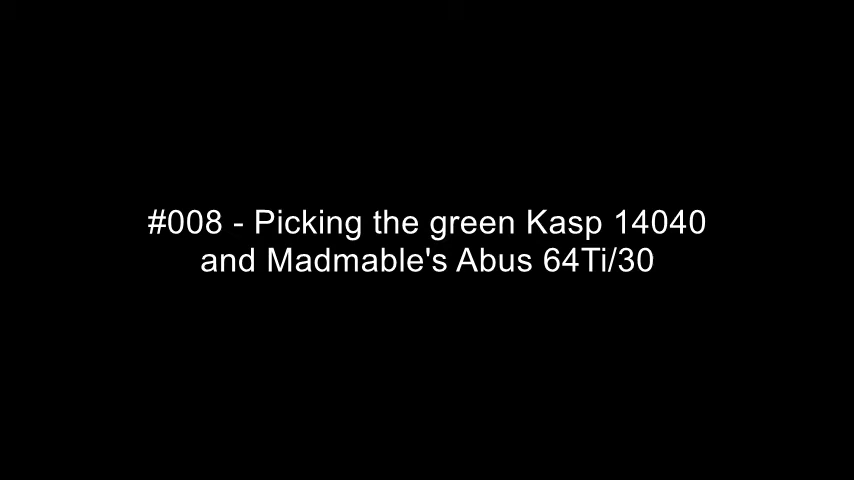 #008 - Picking the green Kasp 14040
and Madmable's Abus 64Ti/30